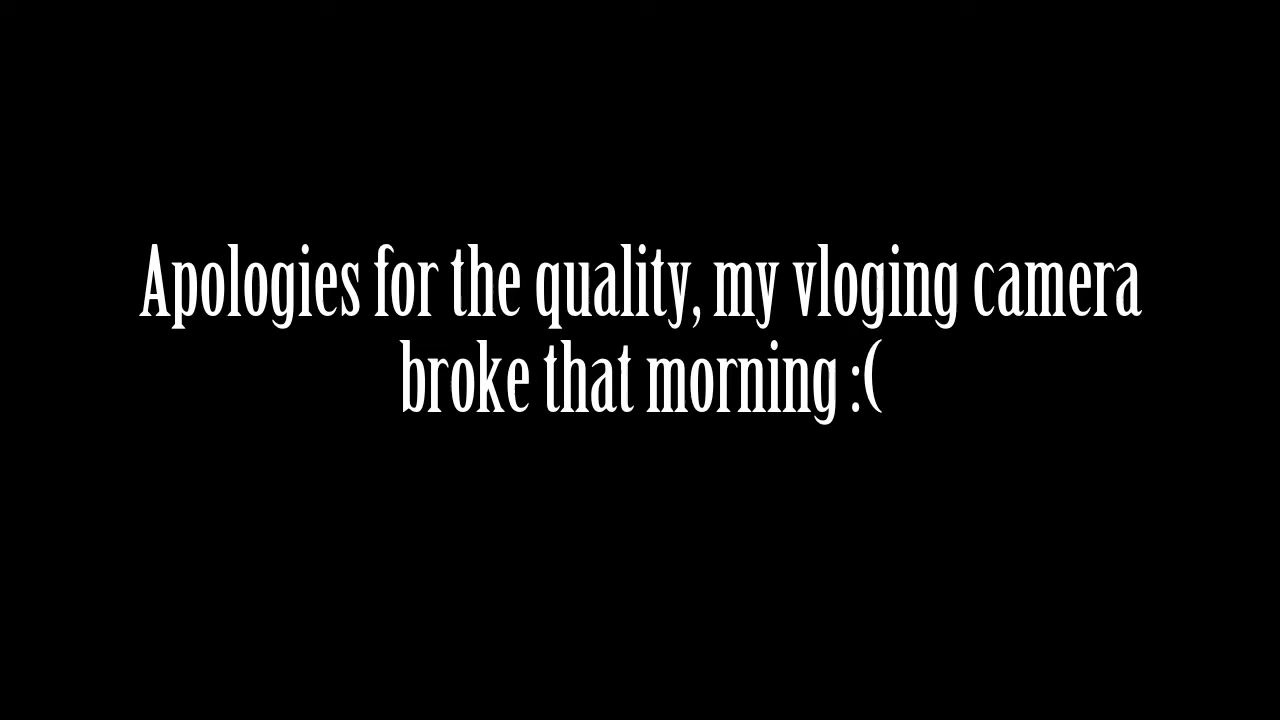 Apologies for the quality, my vloging camera
broke that morning :(